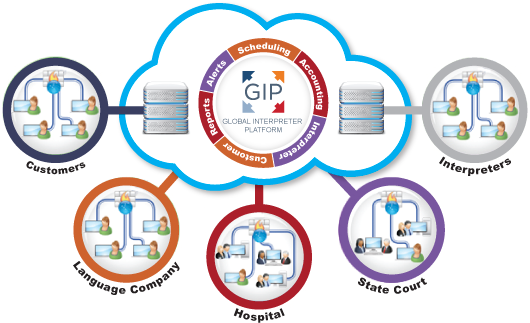 Scheduling
Accounting
Interpreter
Customer
Reports
Alerts
GIP
GLOBAL INTERPRETER
PLATFORM
Customers
Interpreters
Language Company
State Court
Hospital